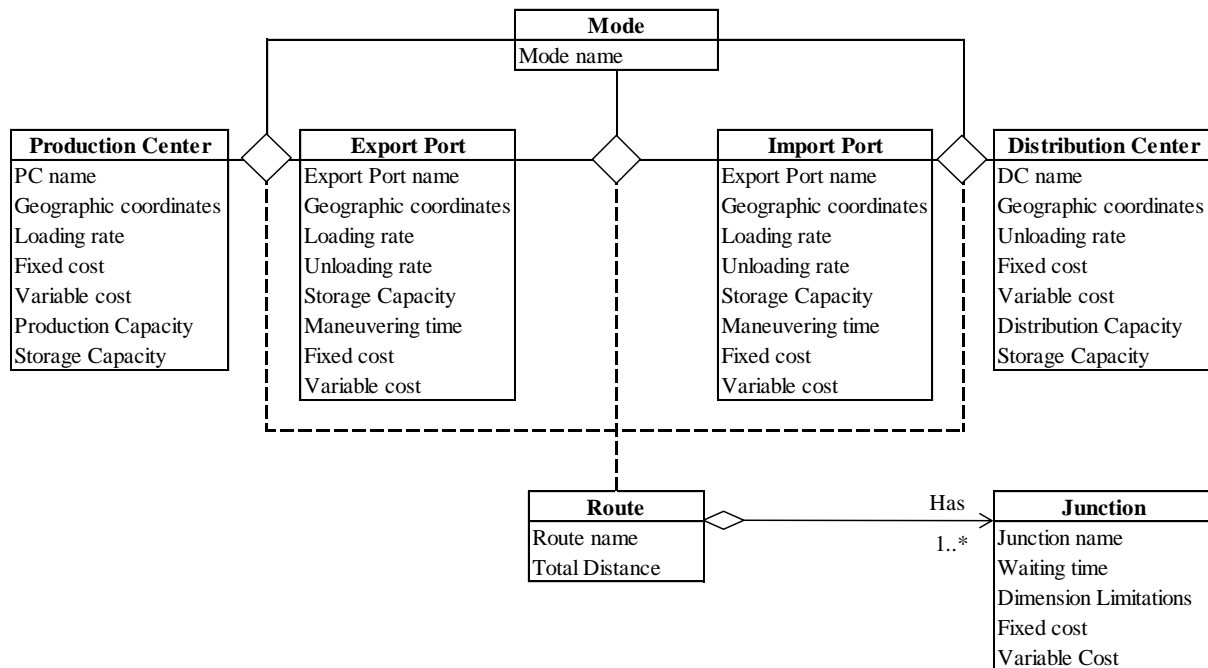 Mode
Mode name
Production Center
PC name
Geographic coordinates
Loading rate
Fixed cost
Variable cost
Production Capacity
Storage Capacity
Export Port
Export Port name
Geographic coordinates
Loading rate
Unloading rate
Storage Capacity
Maneuvering time
Fixed cost
Variable cost
Import Port
Export Port name
Geographic coordinates
Loading rate
Unloading rate
Storage Capacity
Maneuvering time
Fixed cost
Variable cost
Distribution Center
DC name
Geographic coordinates
Unloading rate
Fixed cost
Variable cost
Distribution Capacity
Storage Capacity
Route
Route name
Total Distance
Has
1..*
Junction
Junction name
Waiting time
Dimension Limitations
Fixed cost
Variable Cost